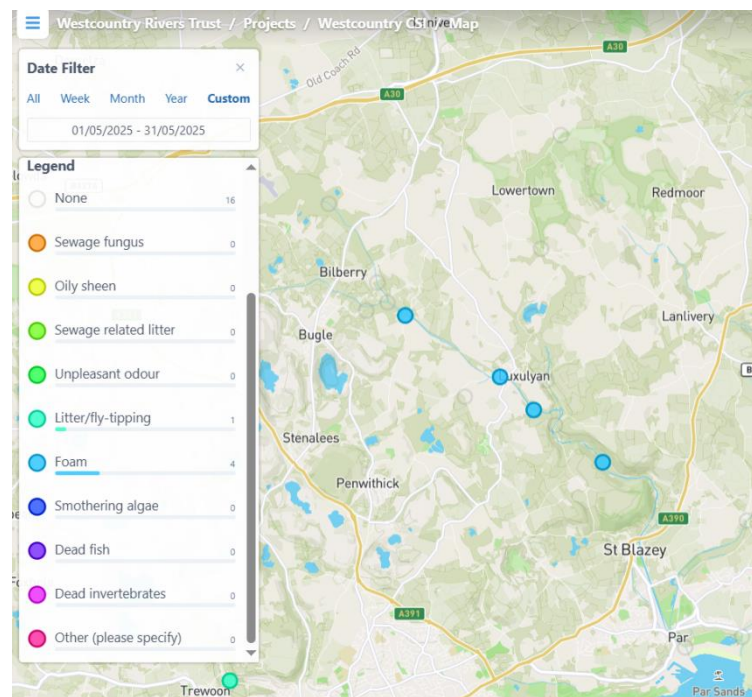 Westcountry Rivers Trust / Projects / Westcountry CSI / Map
A30
Old Coach Rd
A30
Date Filter ×
All Week Month Year Custom
01/05/2025 - 31/05/2025
Legend
None 16
Sewage fungus 0
Oily sheen 0
Sewage related litter 0
Unpleasant odour 0
Litter/fly-tipping 1
Foam 4
Smothering algae 0
Dead fish 0
Dead invertebrates 0
Other (please specify) 0
Lowertown
Redmoor
Bilberry
Lanlivery
Bugle
uxulyan
B
Stenalees
Penwithick
A390
St Blazey
A391
Par
Trewoon
Par Sands